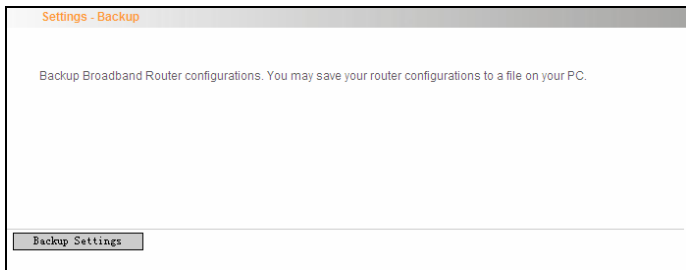 Settings - Backup
Backup Broadband Router configurations. You may save your router configurations to a file on your PC.
Backup Settings